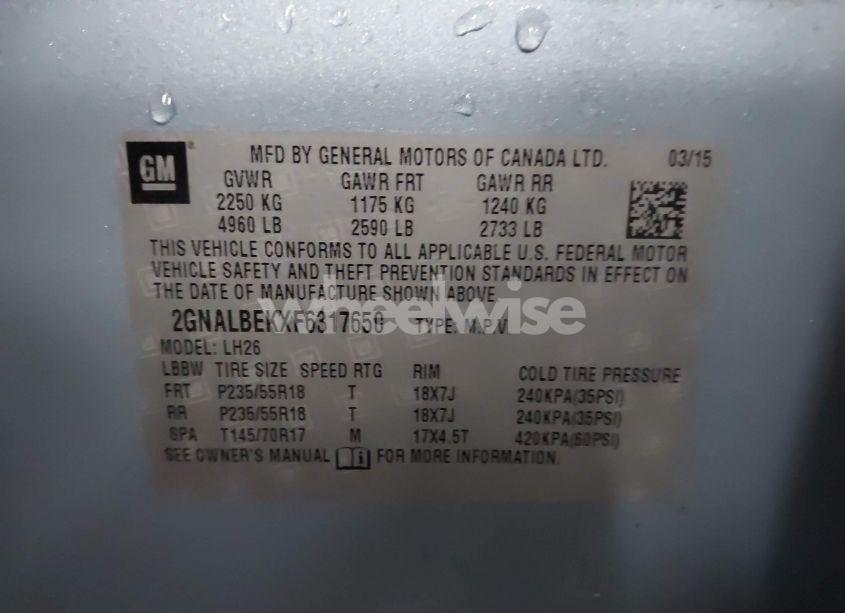 GM
MFD BY GENERAL MOTORS OF CANADA LTD. 03/15
GVWR GAWR FRT GAWR RR
2250 KG 1175 KG 1240 KG
4960 LB 2590 LB 2733 LB
THIS VEHICLE CONFORMS TO ALL APPLICABLE U.S. FEDERAL MOTOR
VEHICLE SAFETY AND THEFT PREVENTION STANDARDS IN EFFECT ON
THE DATE OF MANUFACTURE SHOWN ABOVE.
wheelwise
2GNALBEKXF6317650 TYPE: M.P.V
MODEL: LH26
LBBW TIRE SIZE SPEED RTG RIM COLD TIRE PRESSURE
FRT P235/55R18 T 18X7J 240KPA(35PSI)
RR P235/55R18 T 18X7J 240KPA(35PSI)
SPA T145/70R17 M 17X4.5T 420KPA(60PSI)
SEE OWNER'S MANUAL FOR MORE INFORMATION.